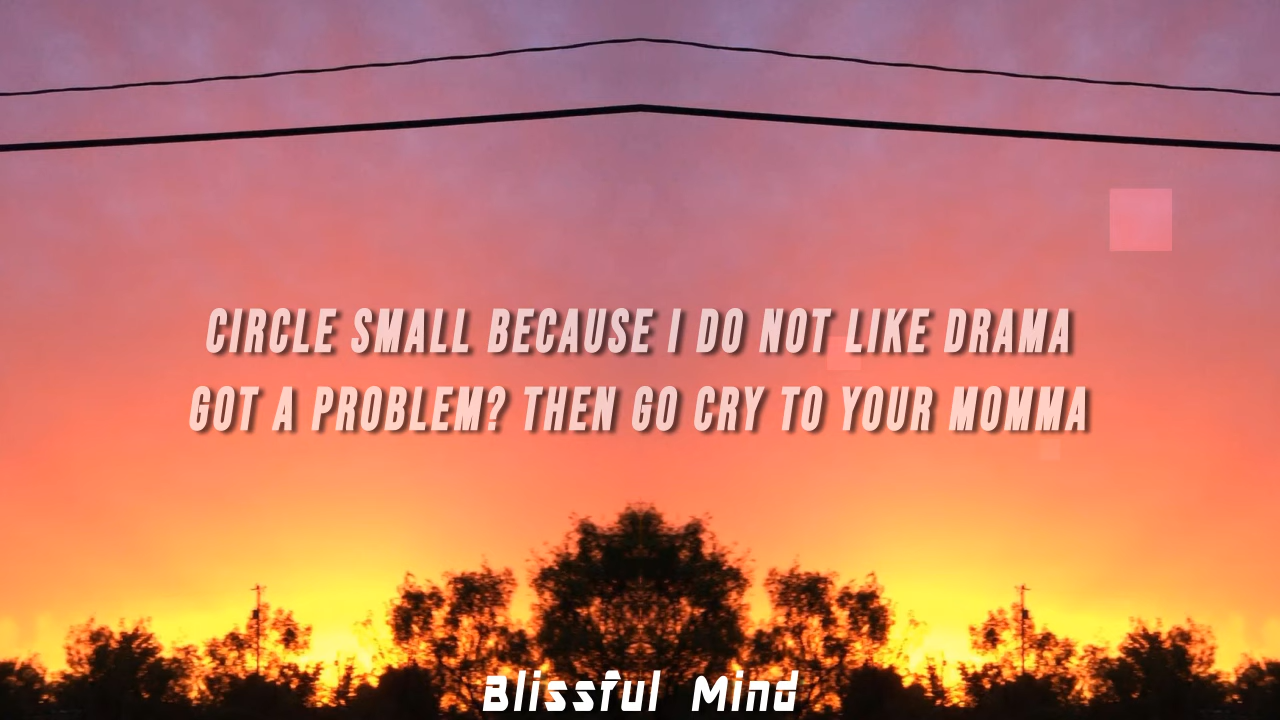 CIRCLE SMALL BECAUSE I DO NOT LIKE DRAMA
GOT A PROBLEM? THEN GO CRY TO YOUR MOMMA
Blissful Mind